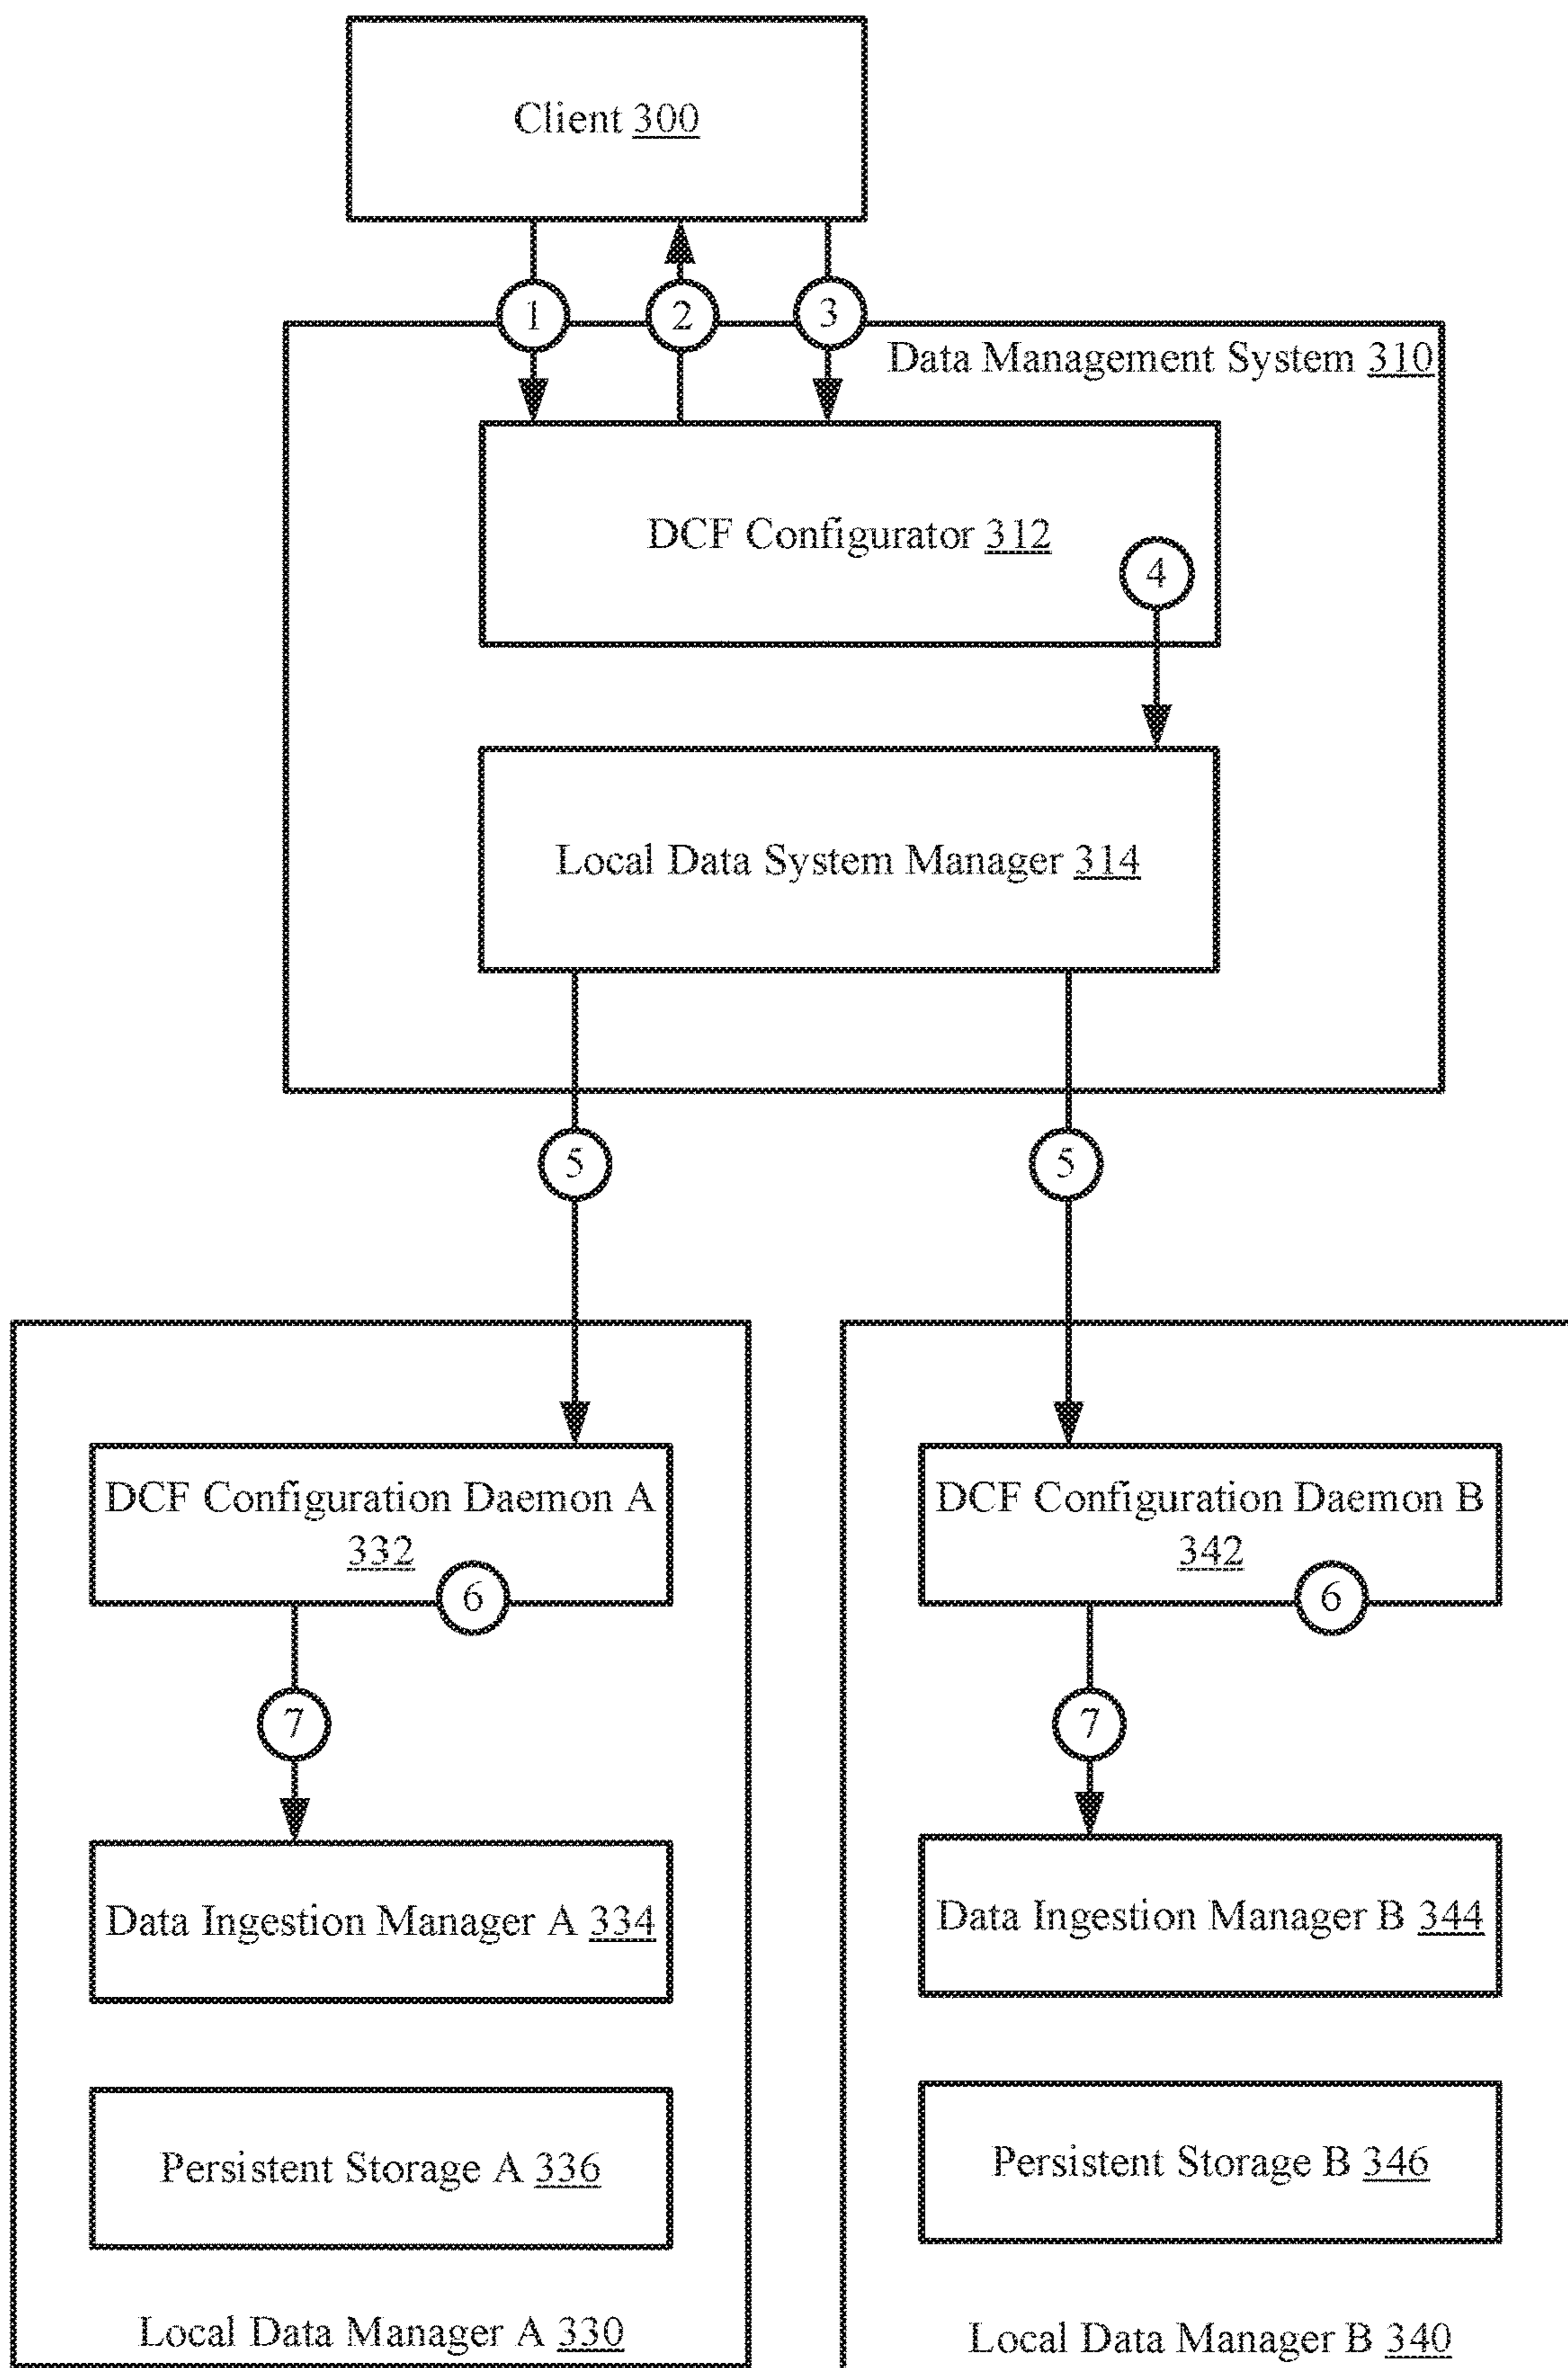 Client 300
1
2
3
Data Management System 310
DCF Configurator 312
4
Local Data System Manager 314
5
5
DCF Configuration Daemon A
332
6
7
Data Ingestion Manager A 334
Persistent Storage A 336
Local Data Manager A 330
DCF Configuration Daemon B
342
6
7
Data Ingestion Manager B 344
Persistent Storage B 346
Local Data Manager B 340